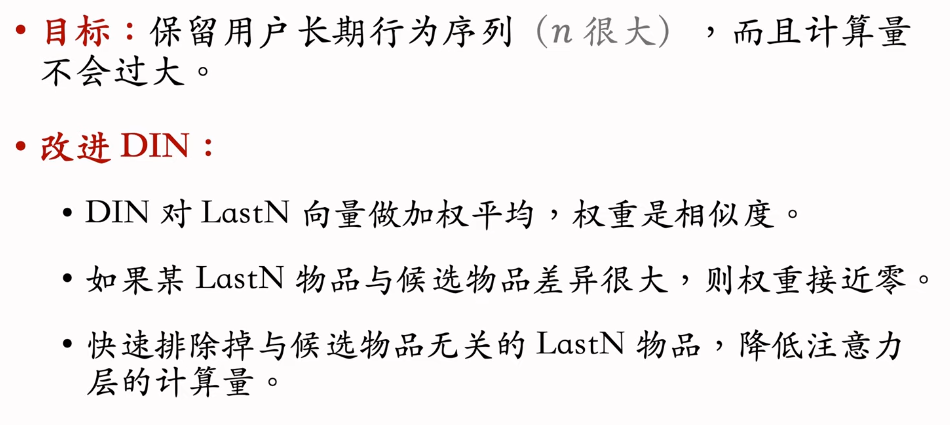 • 目标：保留用户长期行为序列（n 很大），而且计算量
不会过大。
• 改进 DIN：
• DIN 对 LastN 向量做加权平均，权重是相似度。
• 如果某 LastN 物品与候选物品差异很大，则权重接近零。
• 快速排除掉与候选物品无关的 LastN 物品，降低注意力
层的计算量。